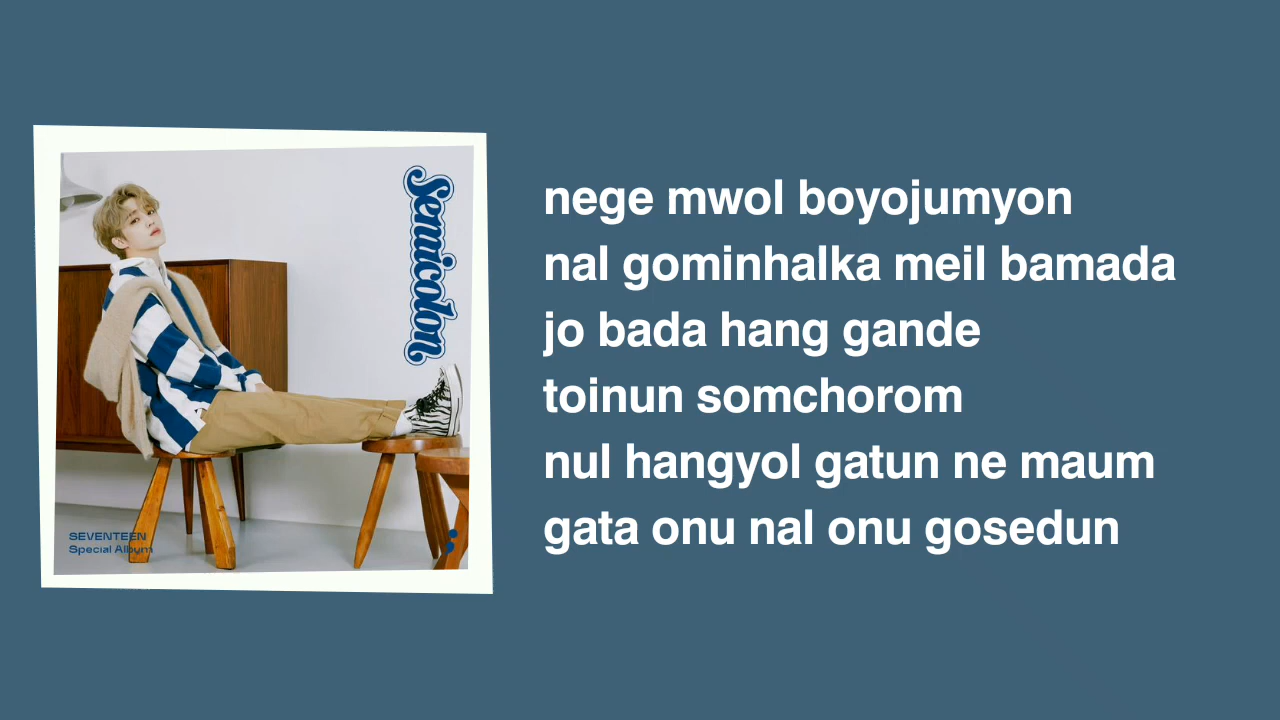 Semicolon
SEVENTEEN
Special Album
nege mwol boyojumyon
nal gominhalka meil bamada
jo bada hang gande
toinun somchorom
nul hangyol gatun ne maum
gata onu nal onu gosedun